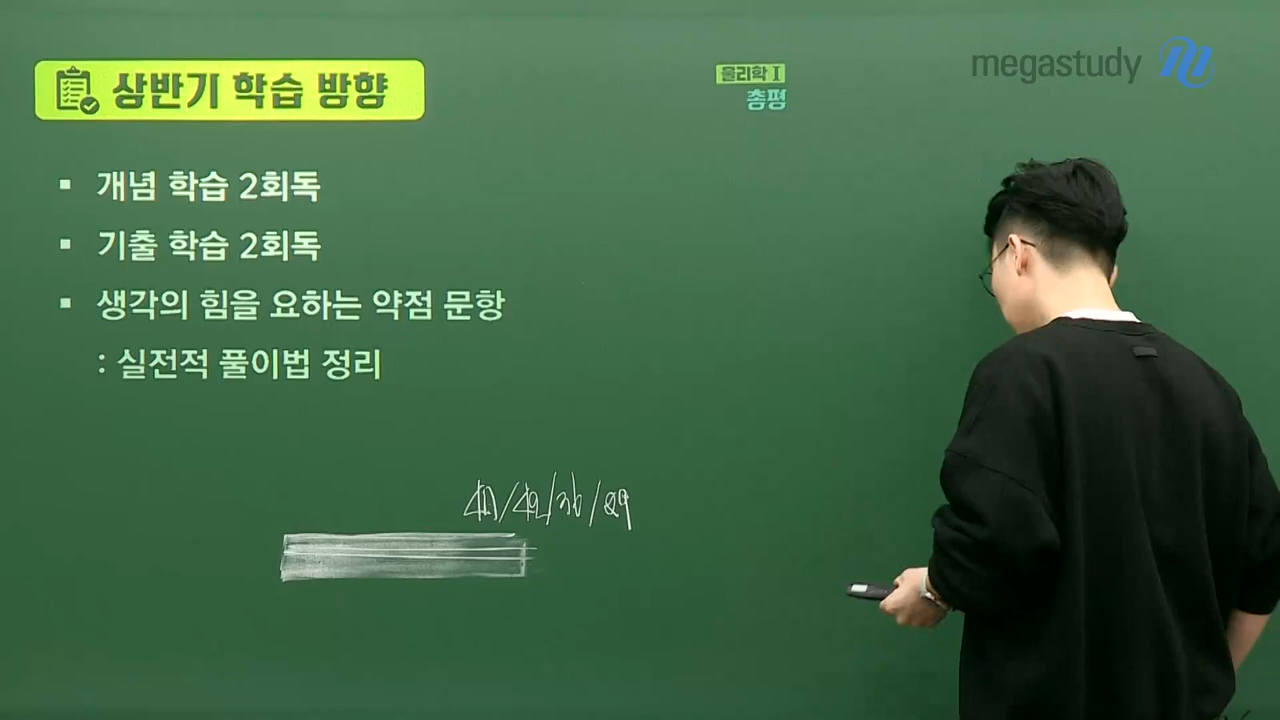 상반기 학습 방향
물리학Ⅰ
총평
megastudy
개념 학습 2회독
기출 학습 2회독
생각의 힘을 요하는 약점 문항
: 실전적 풀이법 정리